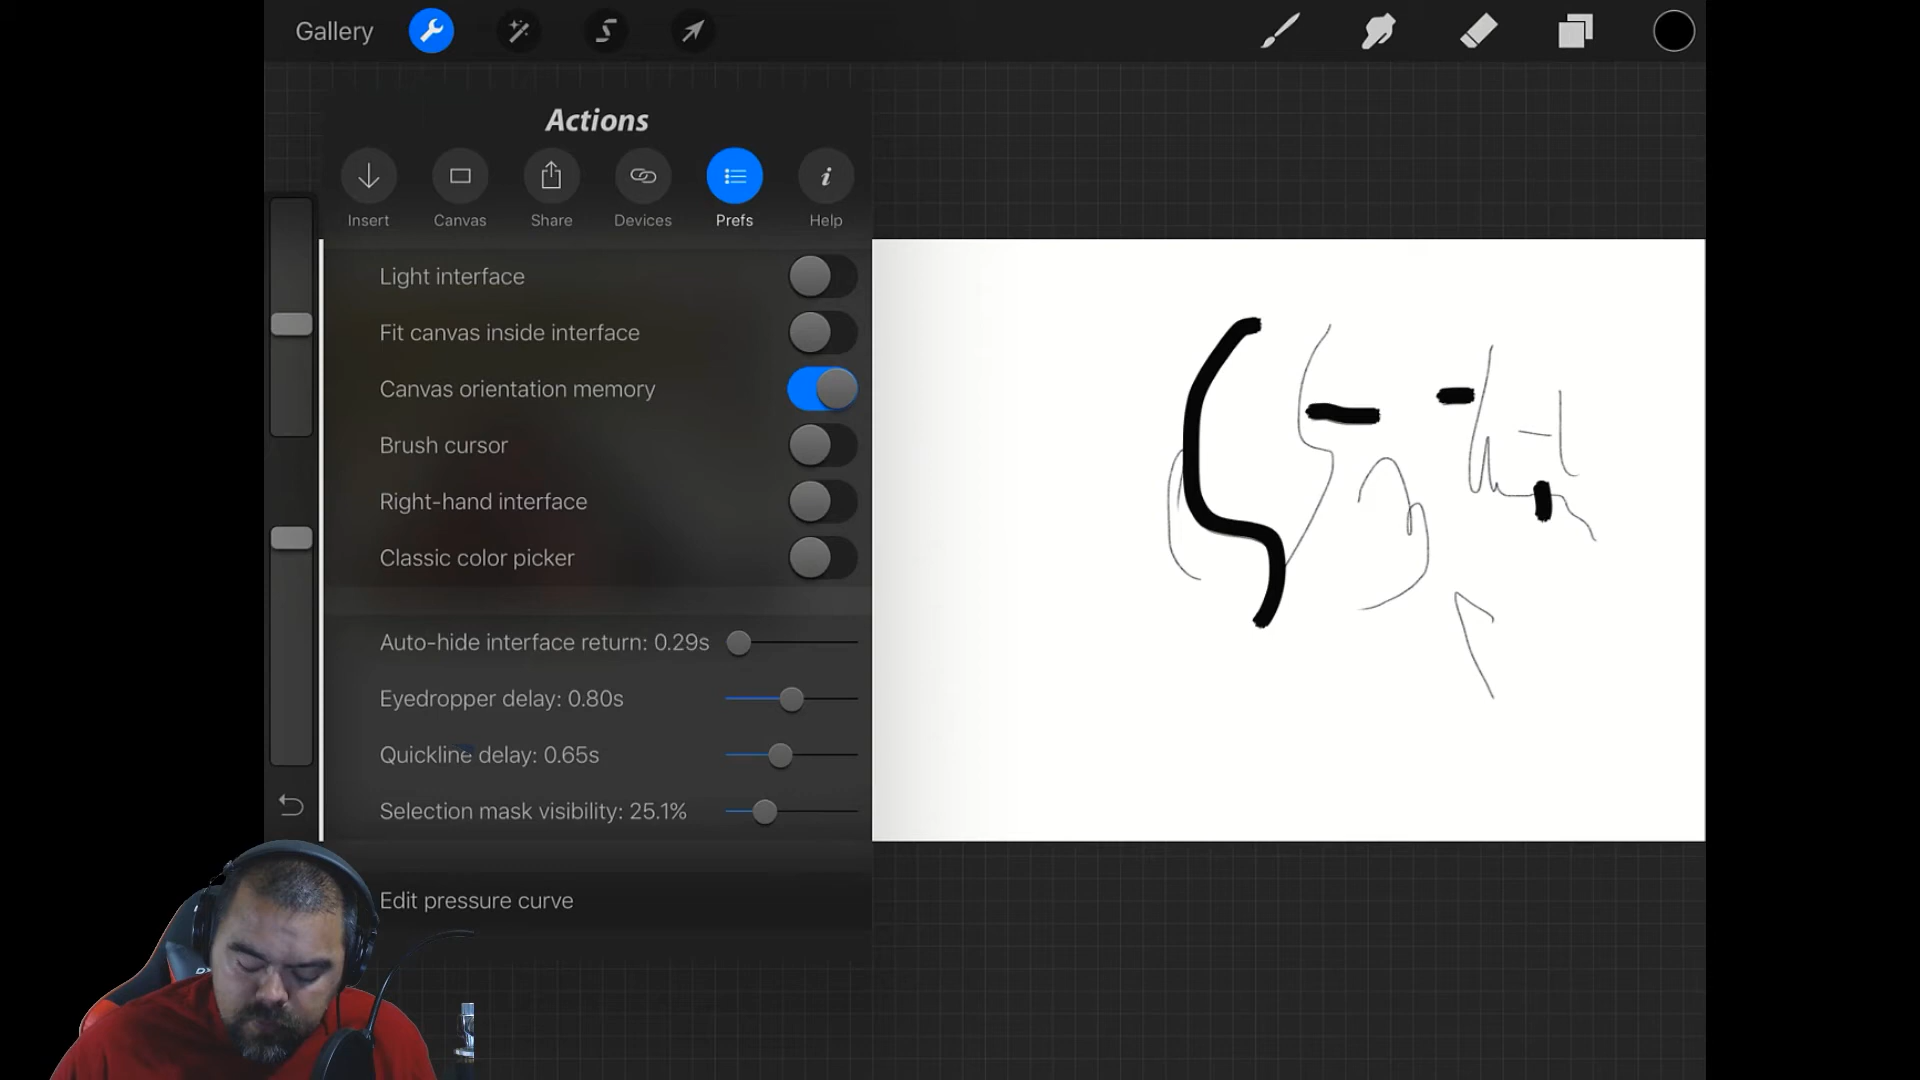 Gallery
Actions
Insert Canvas Share Devices Prefs Help
Light interface
Fit canvas inside interface
Canvas orientation memory
Brush cursor
Right-hand interface
Classic color picker
Auto-hide interface return: 0.29s
Eyedropper delay: 0.80s
Quickline delay: 0.65s
Selection mask visibility: 25.1%
Edit pressure curve